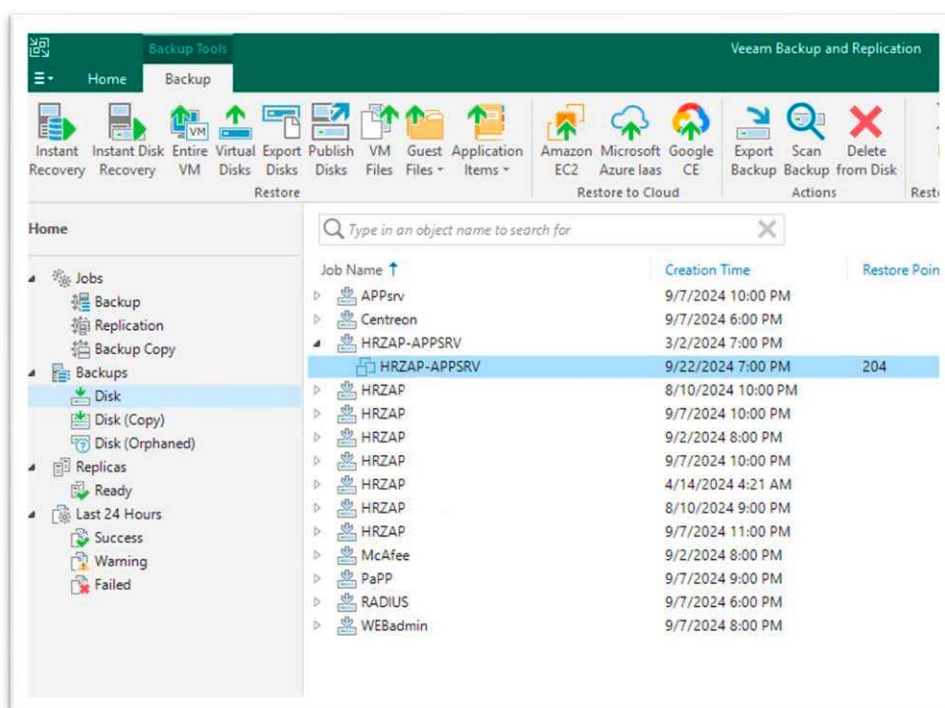 Backup Tools
Veeam Backup and Replication
Home Backup
Instant Recovery
Instant Disk Recovery
Entire VM
Virtual Disks
Export Disks
Publish Disks
VM Files
Guest Files
Application Items
Amazon EC2
Microsoft Azure Iaas
Google CE
Export Backup
Scan Backup
Delete from Disk
Restore
Restore to Cloud
Actions
Rest
Home
Type in an object name to search for
Jobs
Backup
Replication
Backup Copy
Backups
Disk
Disk (Copy)
Disk (Orphaned)
Replicas
Ready
Last 24 Hours
Success
Warning
Failed
Job Name Creation Time Restore Poin
APPsrv 9/7/2024 10:00 PM
Centreon 9/7/2024 6:00 PM
HRZAP-APPSRV 3/2/2024 7:00 PM
HRZAP-APPSRV 9/22/2024 7:00 PM 204
HRZAP 8/10/2024 10:00 PM
HRZAP 9/7/2024 10:00 PM
HRZAP 9/2/2024 8:00 PM
HRZAP 9/7/2024 10:00 PM
HRZAP 4/14/2024 4:21 AM
HRZAP 8/10/2024 9:00 PM
HRZAP 9/7/2024 11:00 PM
McAfee 9/2/2024 8:00 PM
PaPP 9/7/2024 9:00 PM
RADIUS 9/7/2024 6:00 PM
WEBadmin 9/7/2024 8:00 PM